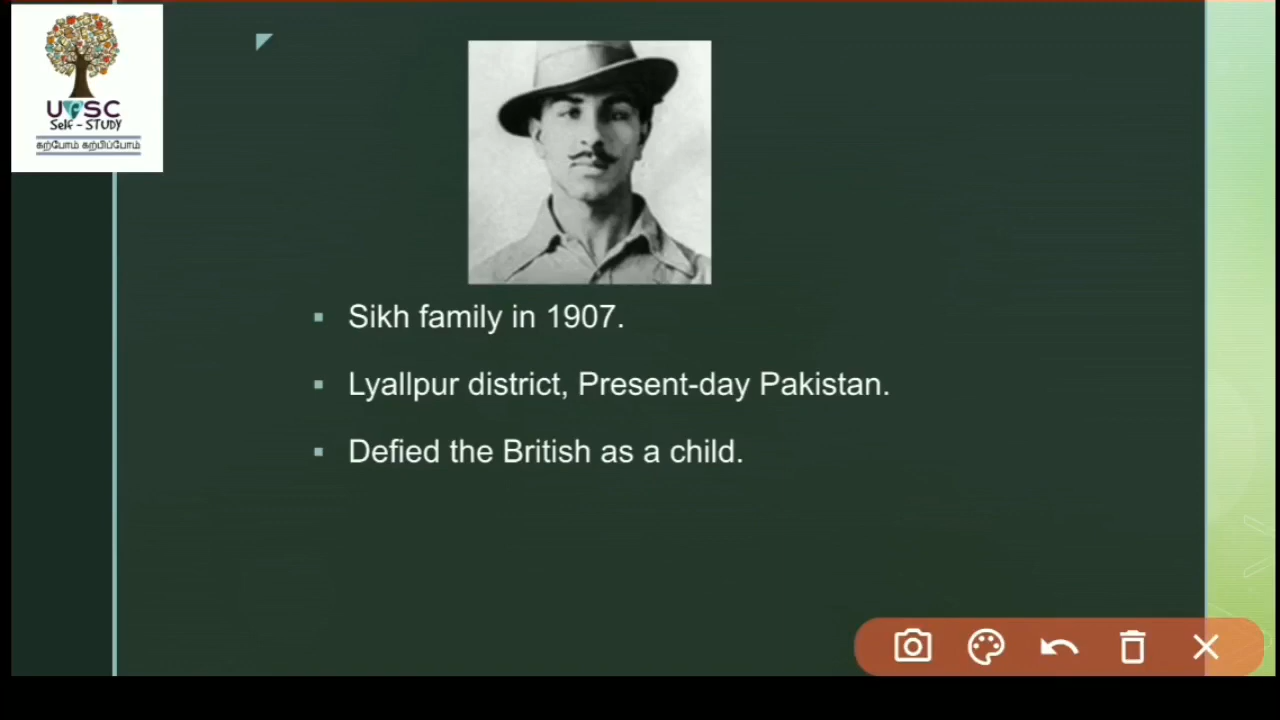 UPSC
Self - STUDY
கற்போம் கற்பிப்போம்
Sikh family in 1907.
Lyallpur district, Present-day Pakistan.
Defied the British as a child.